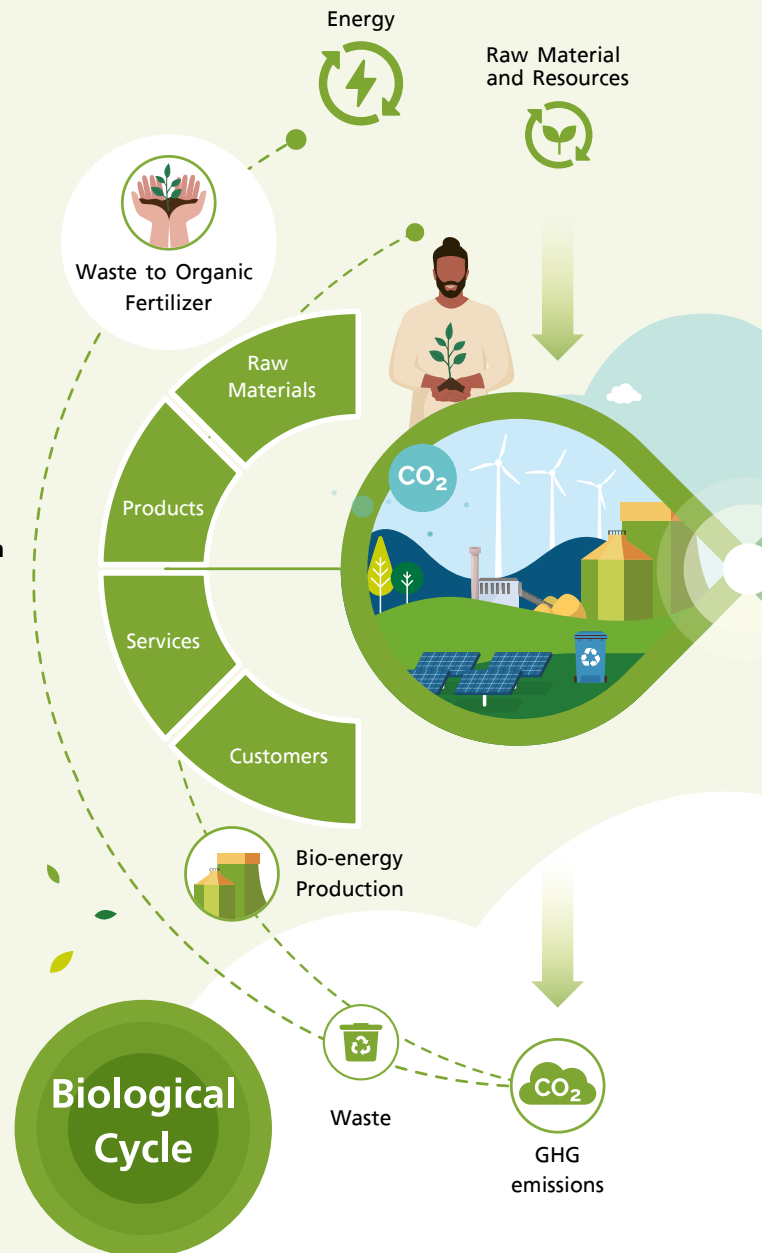 Energy
Raw Material
and Resources
Waste to Organic
Fertilizer
Raw
Materials
CO₂
Products
Services
Customers
Bio-energy
Production
Biological
Cycle
Waste
CO₂
GHG
emissions